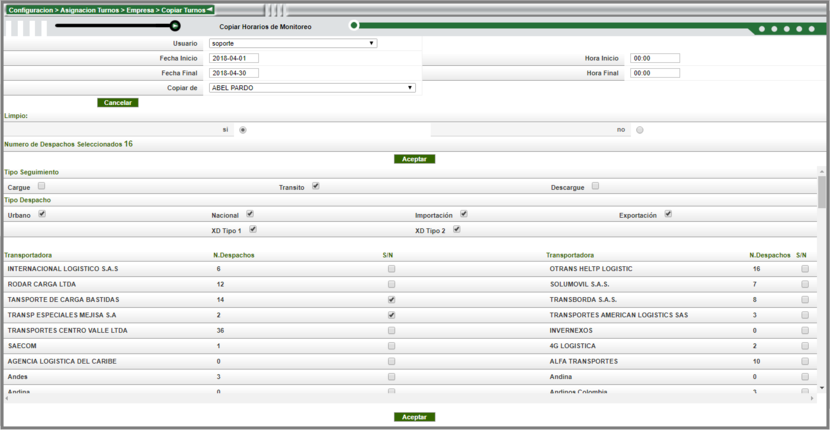 Configuracion > Asignacion Turnos > Empresa > Copiar Turnos
Copiar Horarios de Monitoreo
Usuario soporte
Fecha Inicio 2018-04-01 Hora Inicio 00:00
Fecha Final 2018-04-30 Hora Final 00:00
Copiar de ABEL PARDO
Cancelar
Limpio:
si no
Numero de Despachos Seleccionados 16
Aceptar
Tipo Seguimiento
Cargue Transito Descargue
Tipo Despacho
Urbano Nacional Importación Exportación
XD Tipo 1 XD Tipo 2
Transportadora N.Despachos S/N Transportadora N.Despachos S/N
INTERNACIONAL LOGISTICO S.A.S 6 OTRANS HELTP LOGISTIC 16
RODAR CARGA LTDA 12 SOLUMOVIL S.A.S. 7
TANSPORTE DE CARGA BASTIDAS 14 TRANSBORDA S.A.S. 8
TRANSP ESPECIALES MEJISA S.A 2 TRANSPORTES AMERICAN LOGISTICS SAS 3
TRANSPORTES CENTRO VALLE LTDA 36 INVERNEXOS 0
SAECOM 1 4G LOGISTICA 2
AGENCIA LOGISTICA DEL CARIBE 0 ALFA TRANSPORTES 10
Andes 3 Andina 0
Andina 0 Andinos Colombia 3
Aceptar